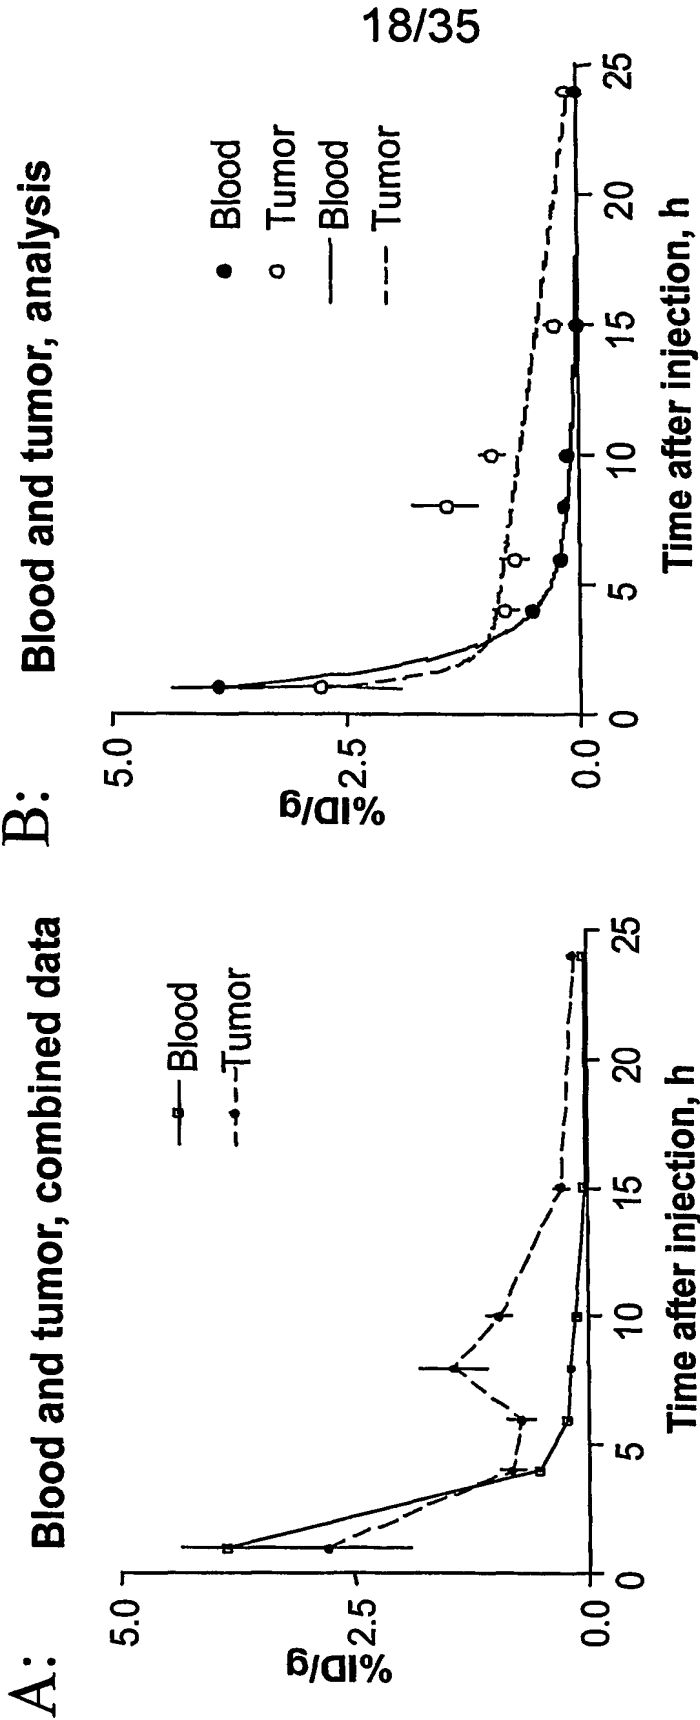 18/35
A:
Blood and tumor, combined data
Blood
Tumor
5.0
2.5
0.0
%ID/g
0
5
10
15
20
25
Time after injection, h
B:
Blood and tumor, analysis
Blood
Tumor
Blood
Tumor
5.0
2.5
0.0
%ID/g
0
5
10
15
20
25
Time after injection, h